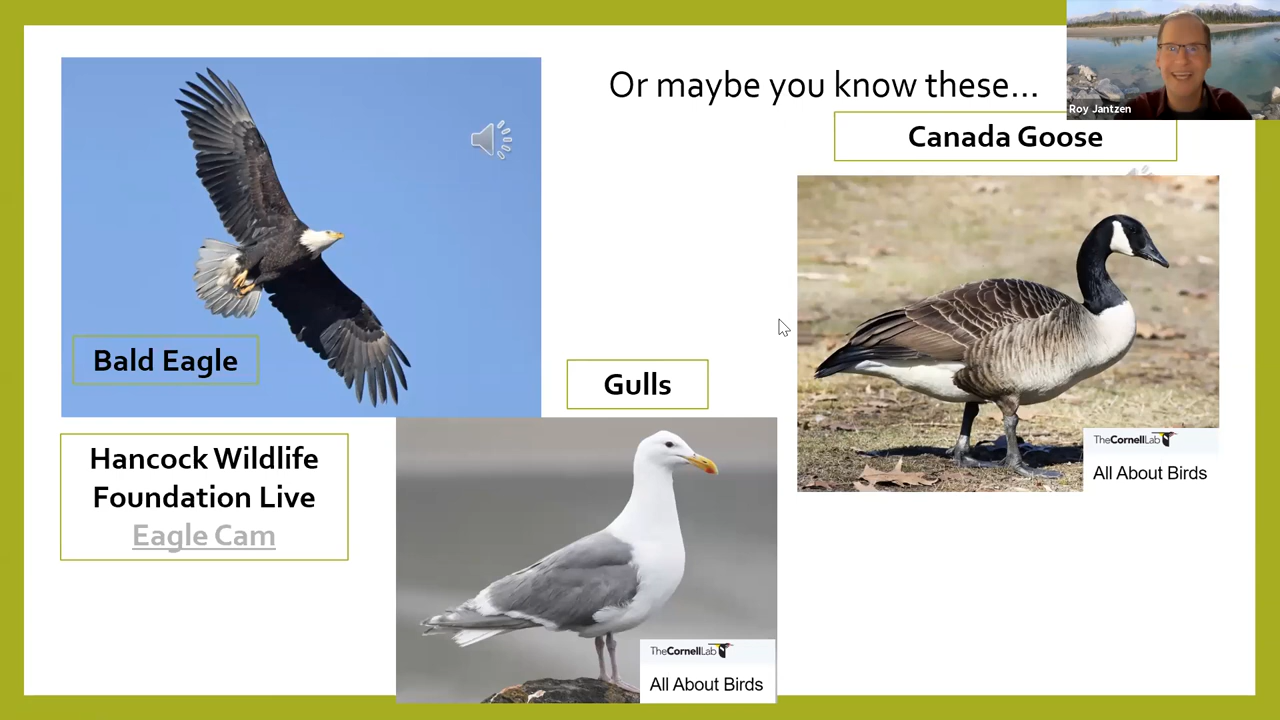 Or maybe you know these...
Roy Jantzen
Canada Goose
Bald Eagle
Gulls
Hancock Wildlife
Foundation Live
Eagle Cam
TheCornellLab
All About Birds
TheCornellLab
All About Birds